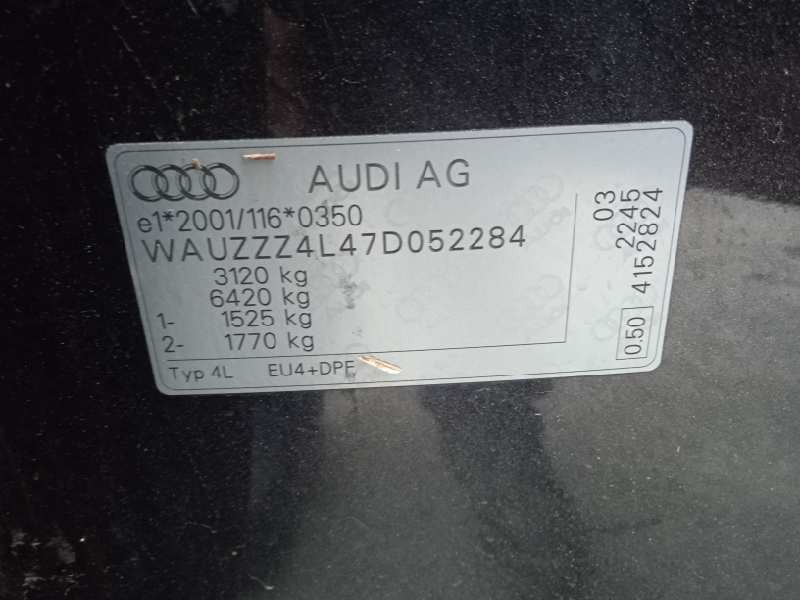 AUDI AG
e1*2001/116*0350
WAUZZZ4L47D052284
3120 kg
6420 kg
1- 1525 kg
2- 1770 kg
Typ 4L EU4+DPF
03
2245
4152824
0.50